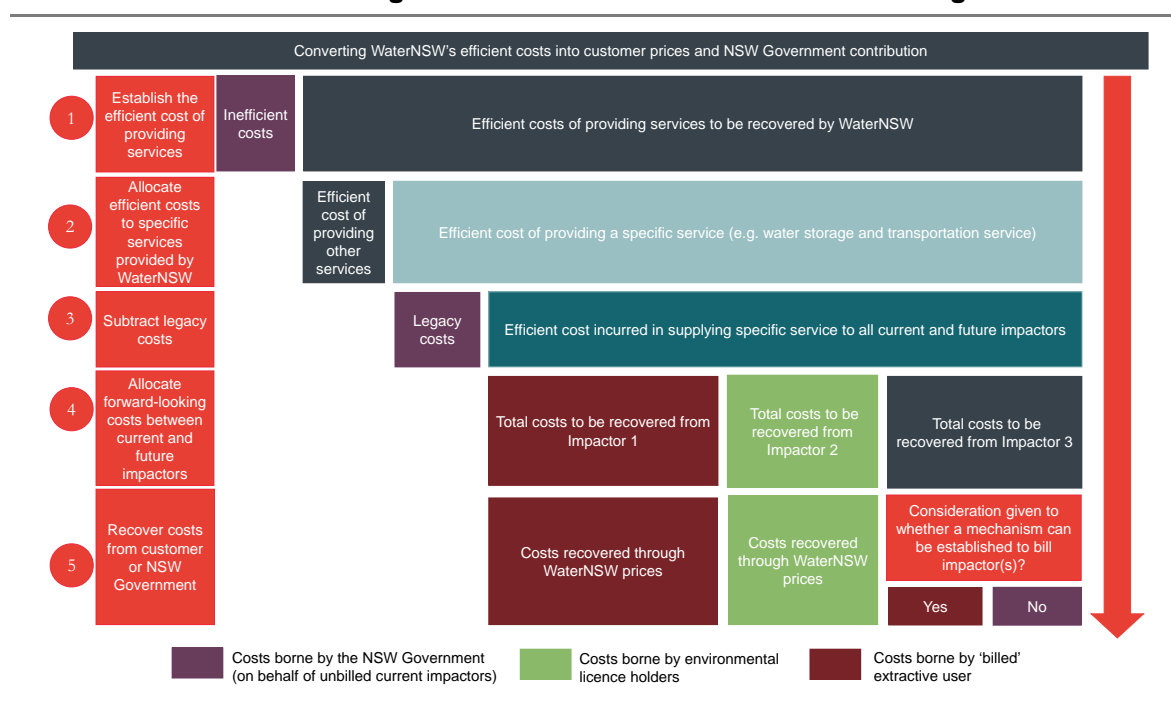 Converting WaterNSW's efficient costs into customer prices and NSW Government contribution
1
Establish the
efficient cost of
providing
services
Inefficient
costs
Efficient costs of providing services to be recovered by WaterNSW
2
Allocate
efficient costs
to specific
services
provided by
WaterNSW
Efficient
cost of
providing
other
services
Efficient cost of providing a specific service (e.g. water storage and transportation service)
3
Subtract legacy
costs
Legacy
costs
Efficient cost incurred in supplying specific service to all current and future impactors
4
Allocate
forward-looking
costs between
current and
future
impactors
Total costs to be recovered from
Impactor 1
Total costs to be
recovered from
Impactor 2
Total costs to be
recovered from Impactor 3
5
Recover costs
from customer
or NSW
Government
Costs recovered through
WaterNSW prices
Costs recovered
through WaterNSW
prices
Consideration given to
whether a mechanism can
be established to bill
impactor(s)?
Yes
No
Costs borne by the NSW Government
(on behalf of unbilled current impactors)
Costs borne by environmental
licence holders
Costs borne by 'billed'
extractive user